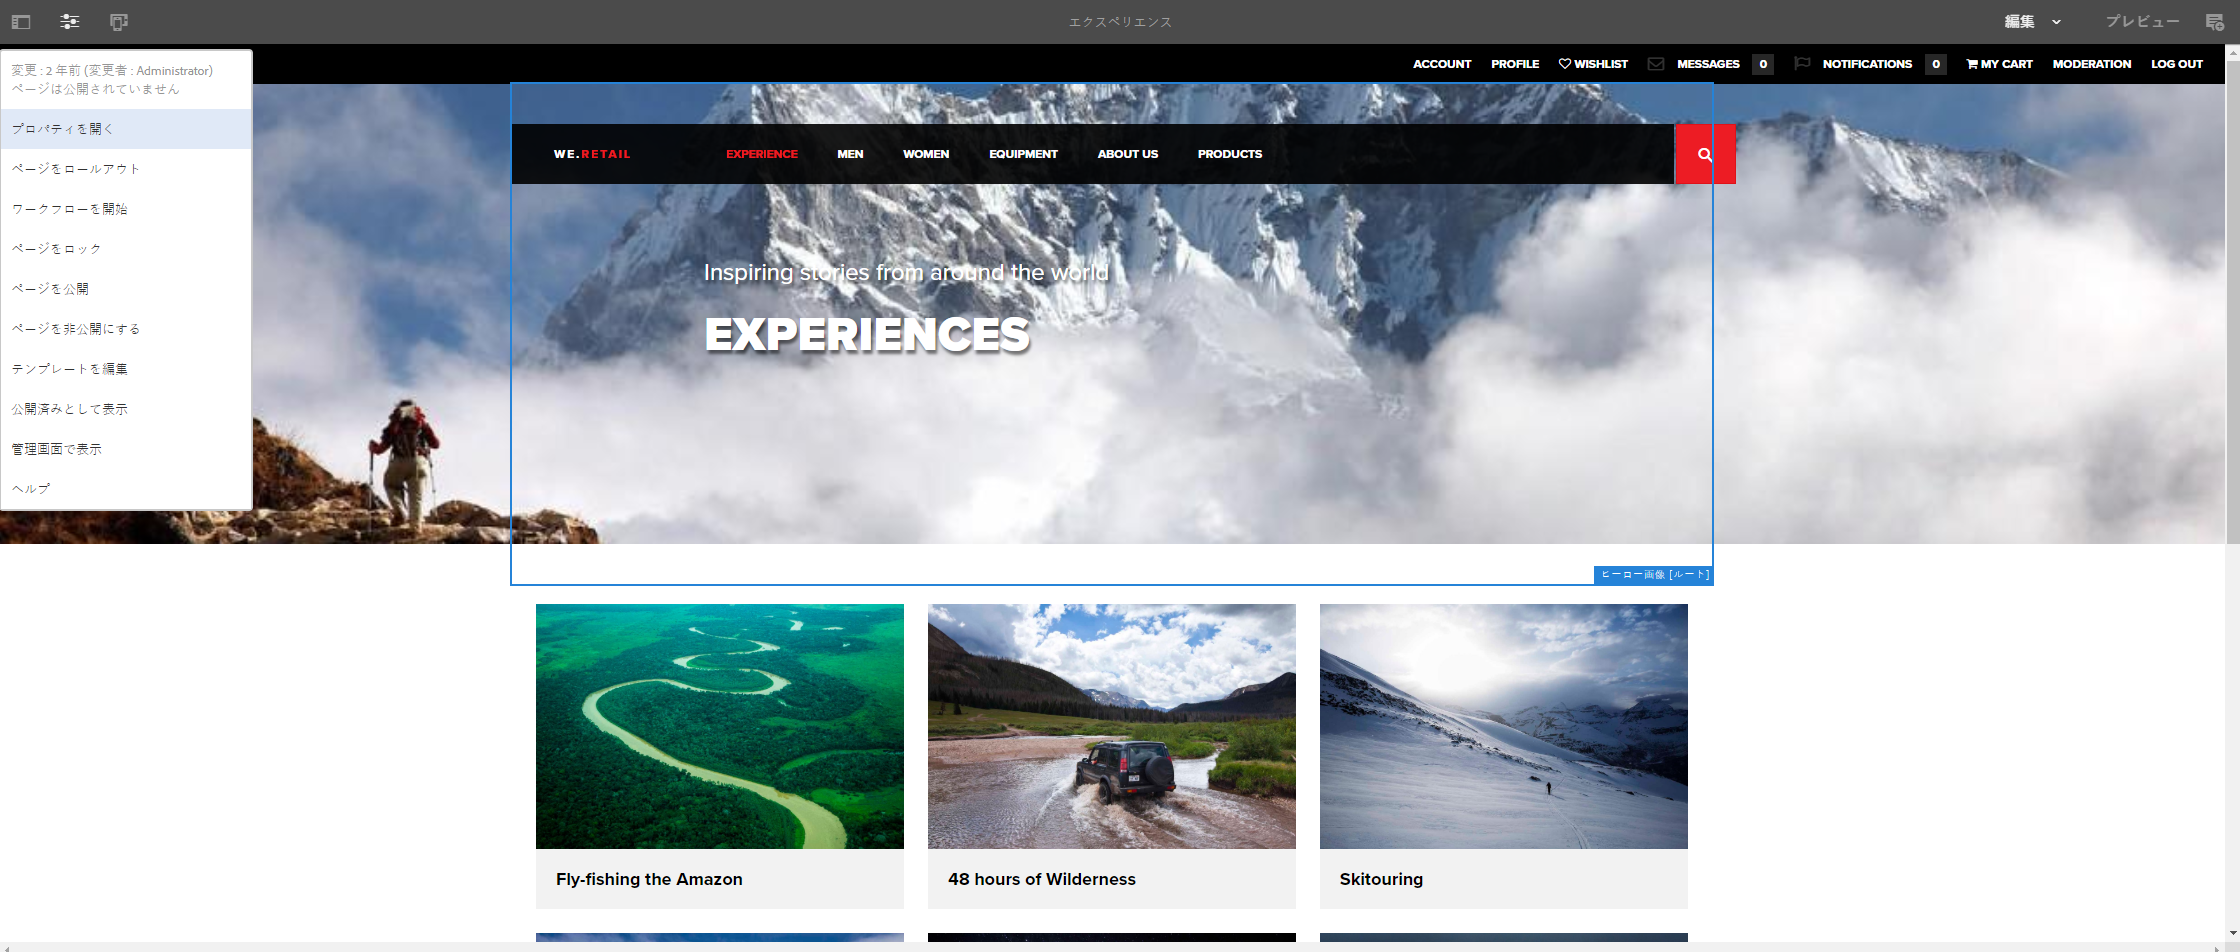 エクスペリエンス
編集
プレビュー
変更 : 2 年前 (変更者 : Administrator)
ページは公開されていません
プロパティを開く
ページをロールアウト
ワークフローを開始
ページをロック
ページを公開
ページを非公開にする
テンプレートを編集
公開済みとして表示
管理画面で表示
ヘルプ
ACCOUNT PROFILE WISHLIST MESSAGES 0 NOTIFICATIONS 0 MY CART MODERATION LOG OUT
WE.RETAIL EXPERIENCE MEN WOMEN EQUIPMENT ABOUT US PRODUCTS
Inspiring stories from around the world
EXPERIENCES
ヒーロー画像 [ルート]
Fly-fishing the Amazon
48 hours of Wilderness
Skitouring